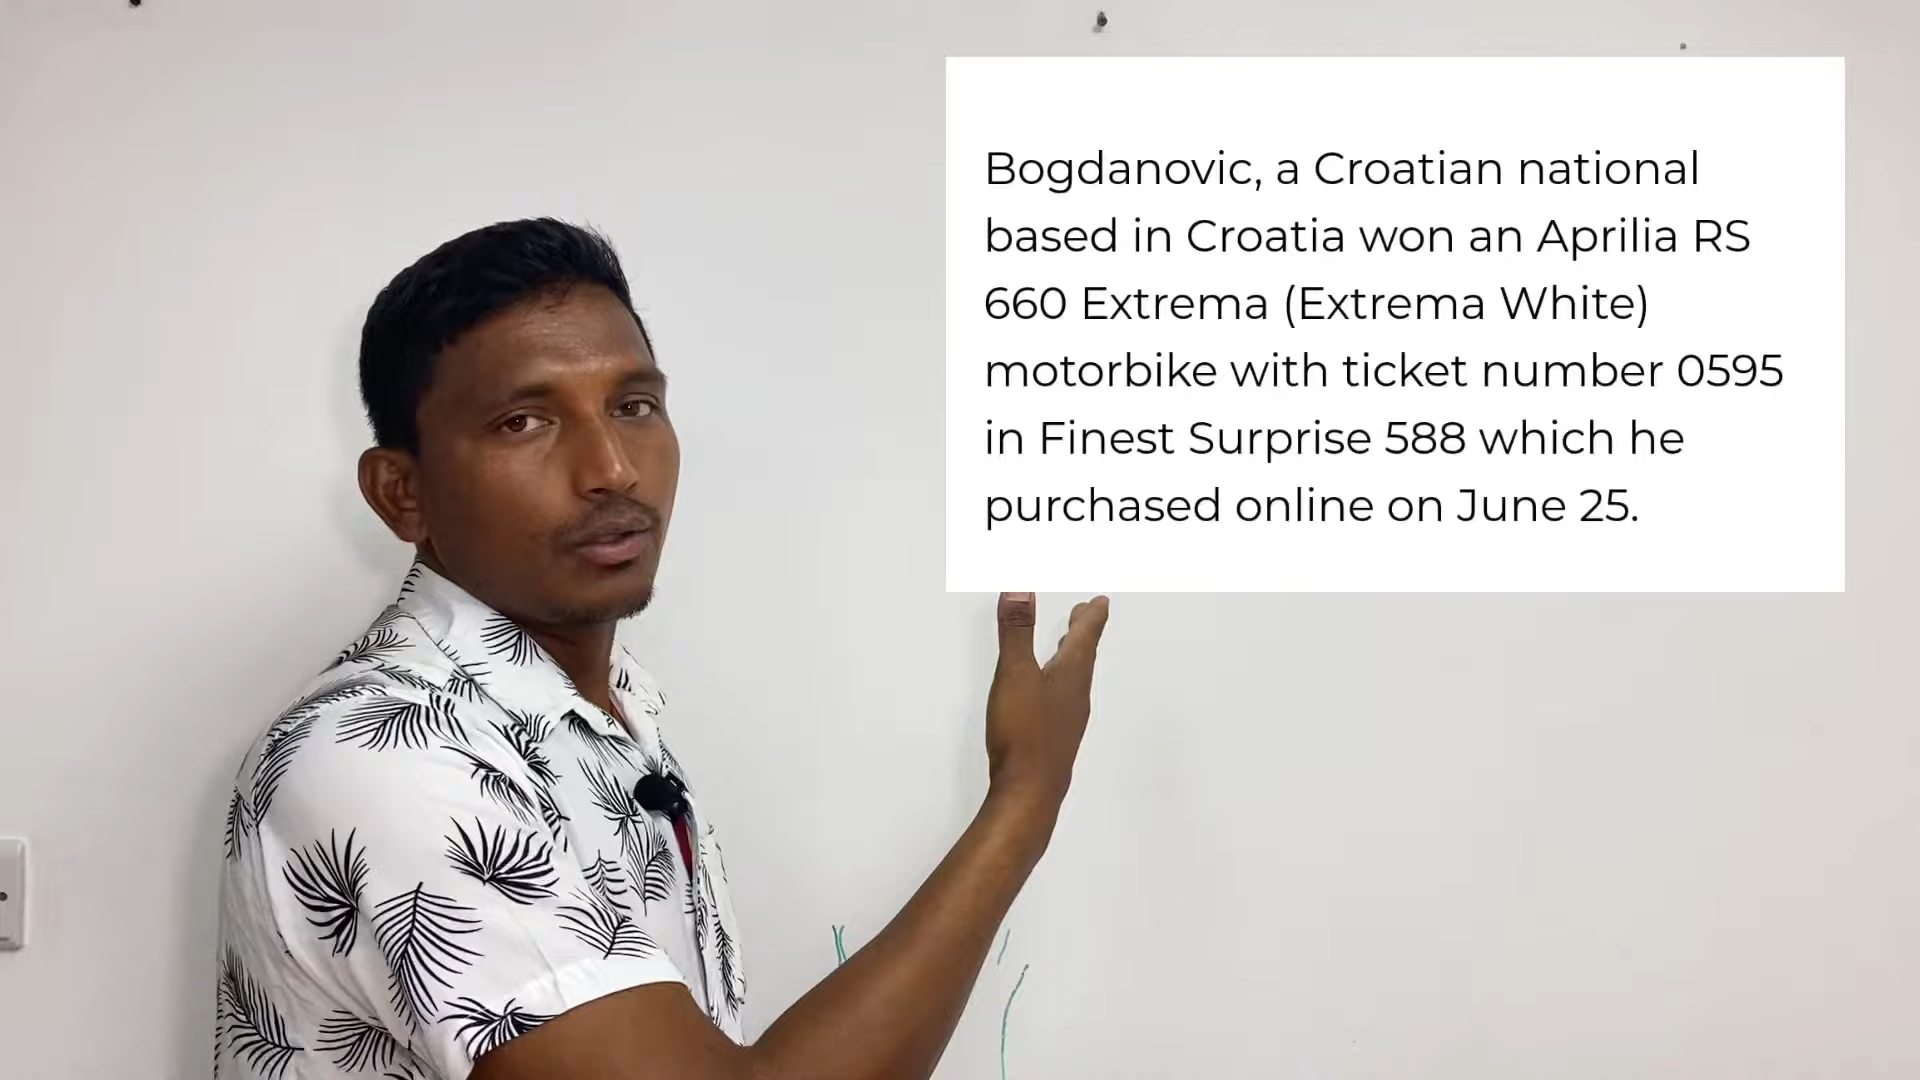 Bogdanovic, a Croatian national
based in Croatia won an Aprilia RS
660 Extrema (Extrema White)
motorbike with ticket number 0595
in Finest Surprise 588 which he
purchased online on June 25.